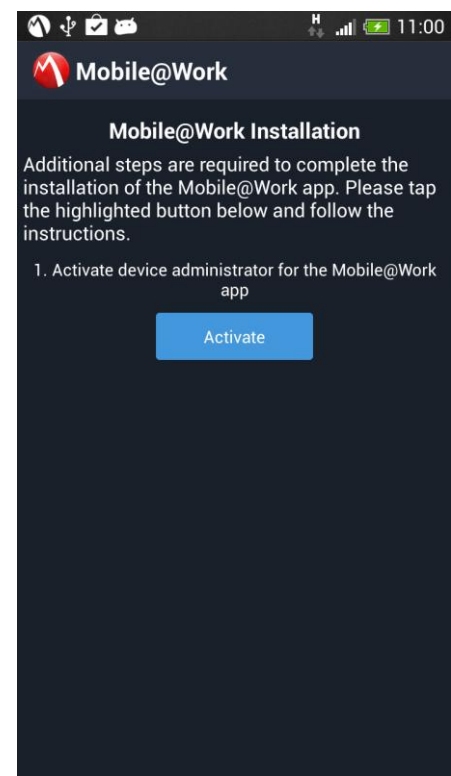 H 11:00
Mobile@Work
Mobile@Work Installation
Additional steps are required to complete the
installation of the Mobile@Work app. Please tap
the highlighted button below and follow the
instructions.
1. Activate device administrator for the Mobile@Work
app
Activate